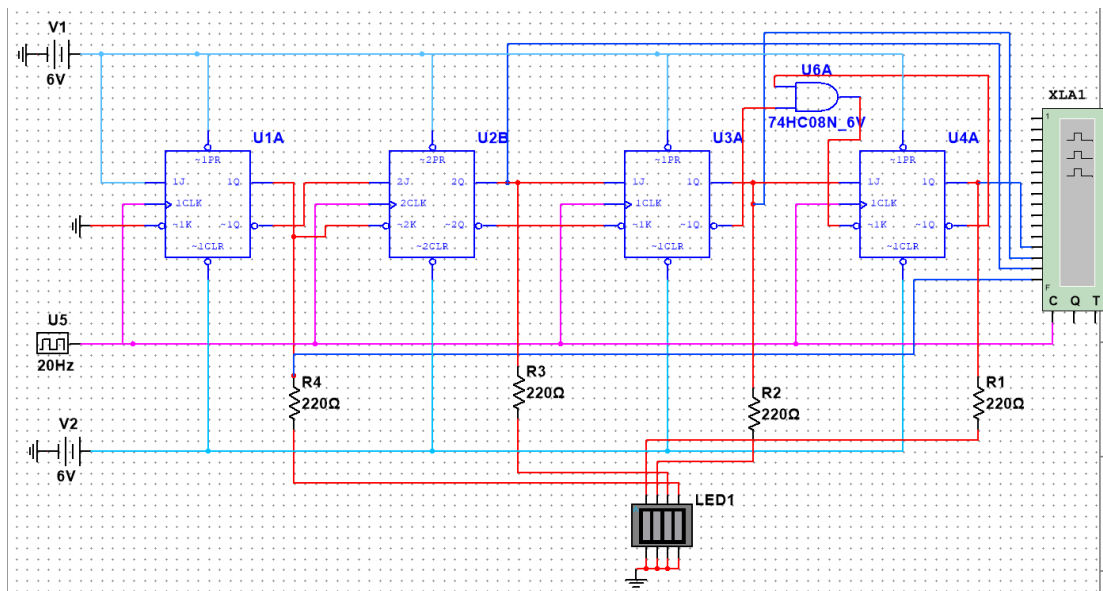 V1
6V
U1A
~1PR
1J 1Q
1CLK
~1K ~1Q
~1CLR
U2B
~2PR
2J 2Q
2CLK
~2K ~2Q
~2CLR
U3A
~1PR
1J 1Q
1CLK
~1K ~1Q
~1CLR
U6A
74HC08N_6V
U4A
~1PR
1J 1Q
1CLK
~1K ~1Q
~1CLR
XLA1
1
F
C Q T
U5
20Hz
R4
220Ω
R3
220Ω
R2
220Ω
R1
220Ω
V2
6V
LED1